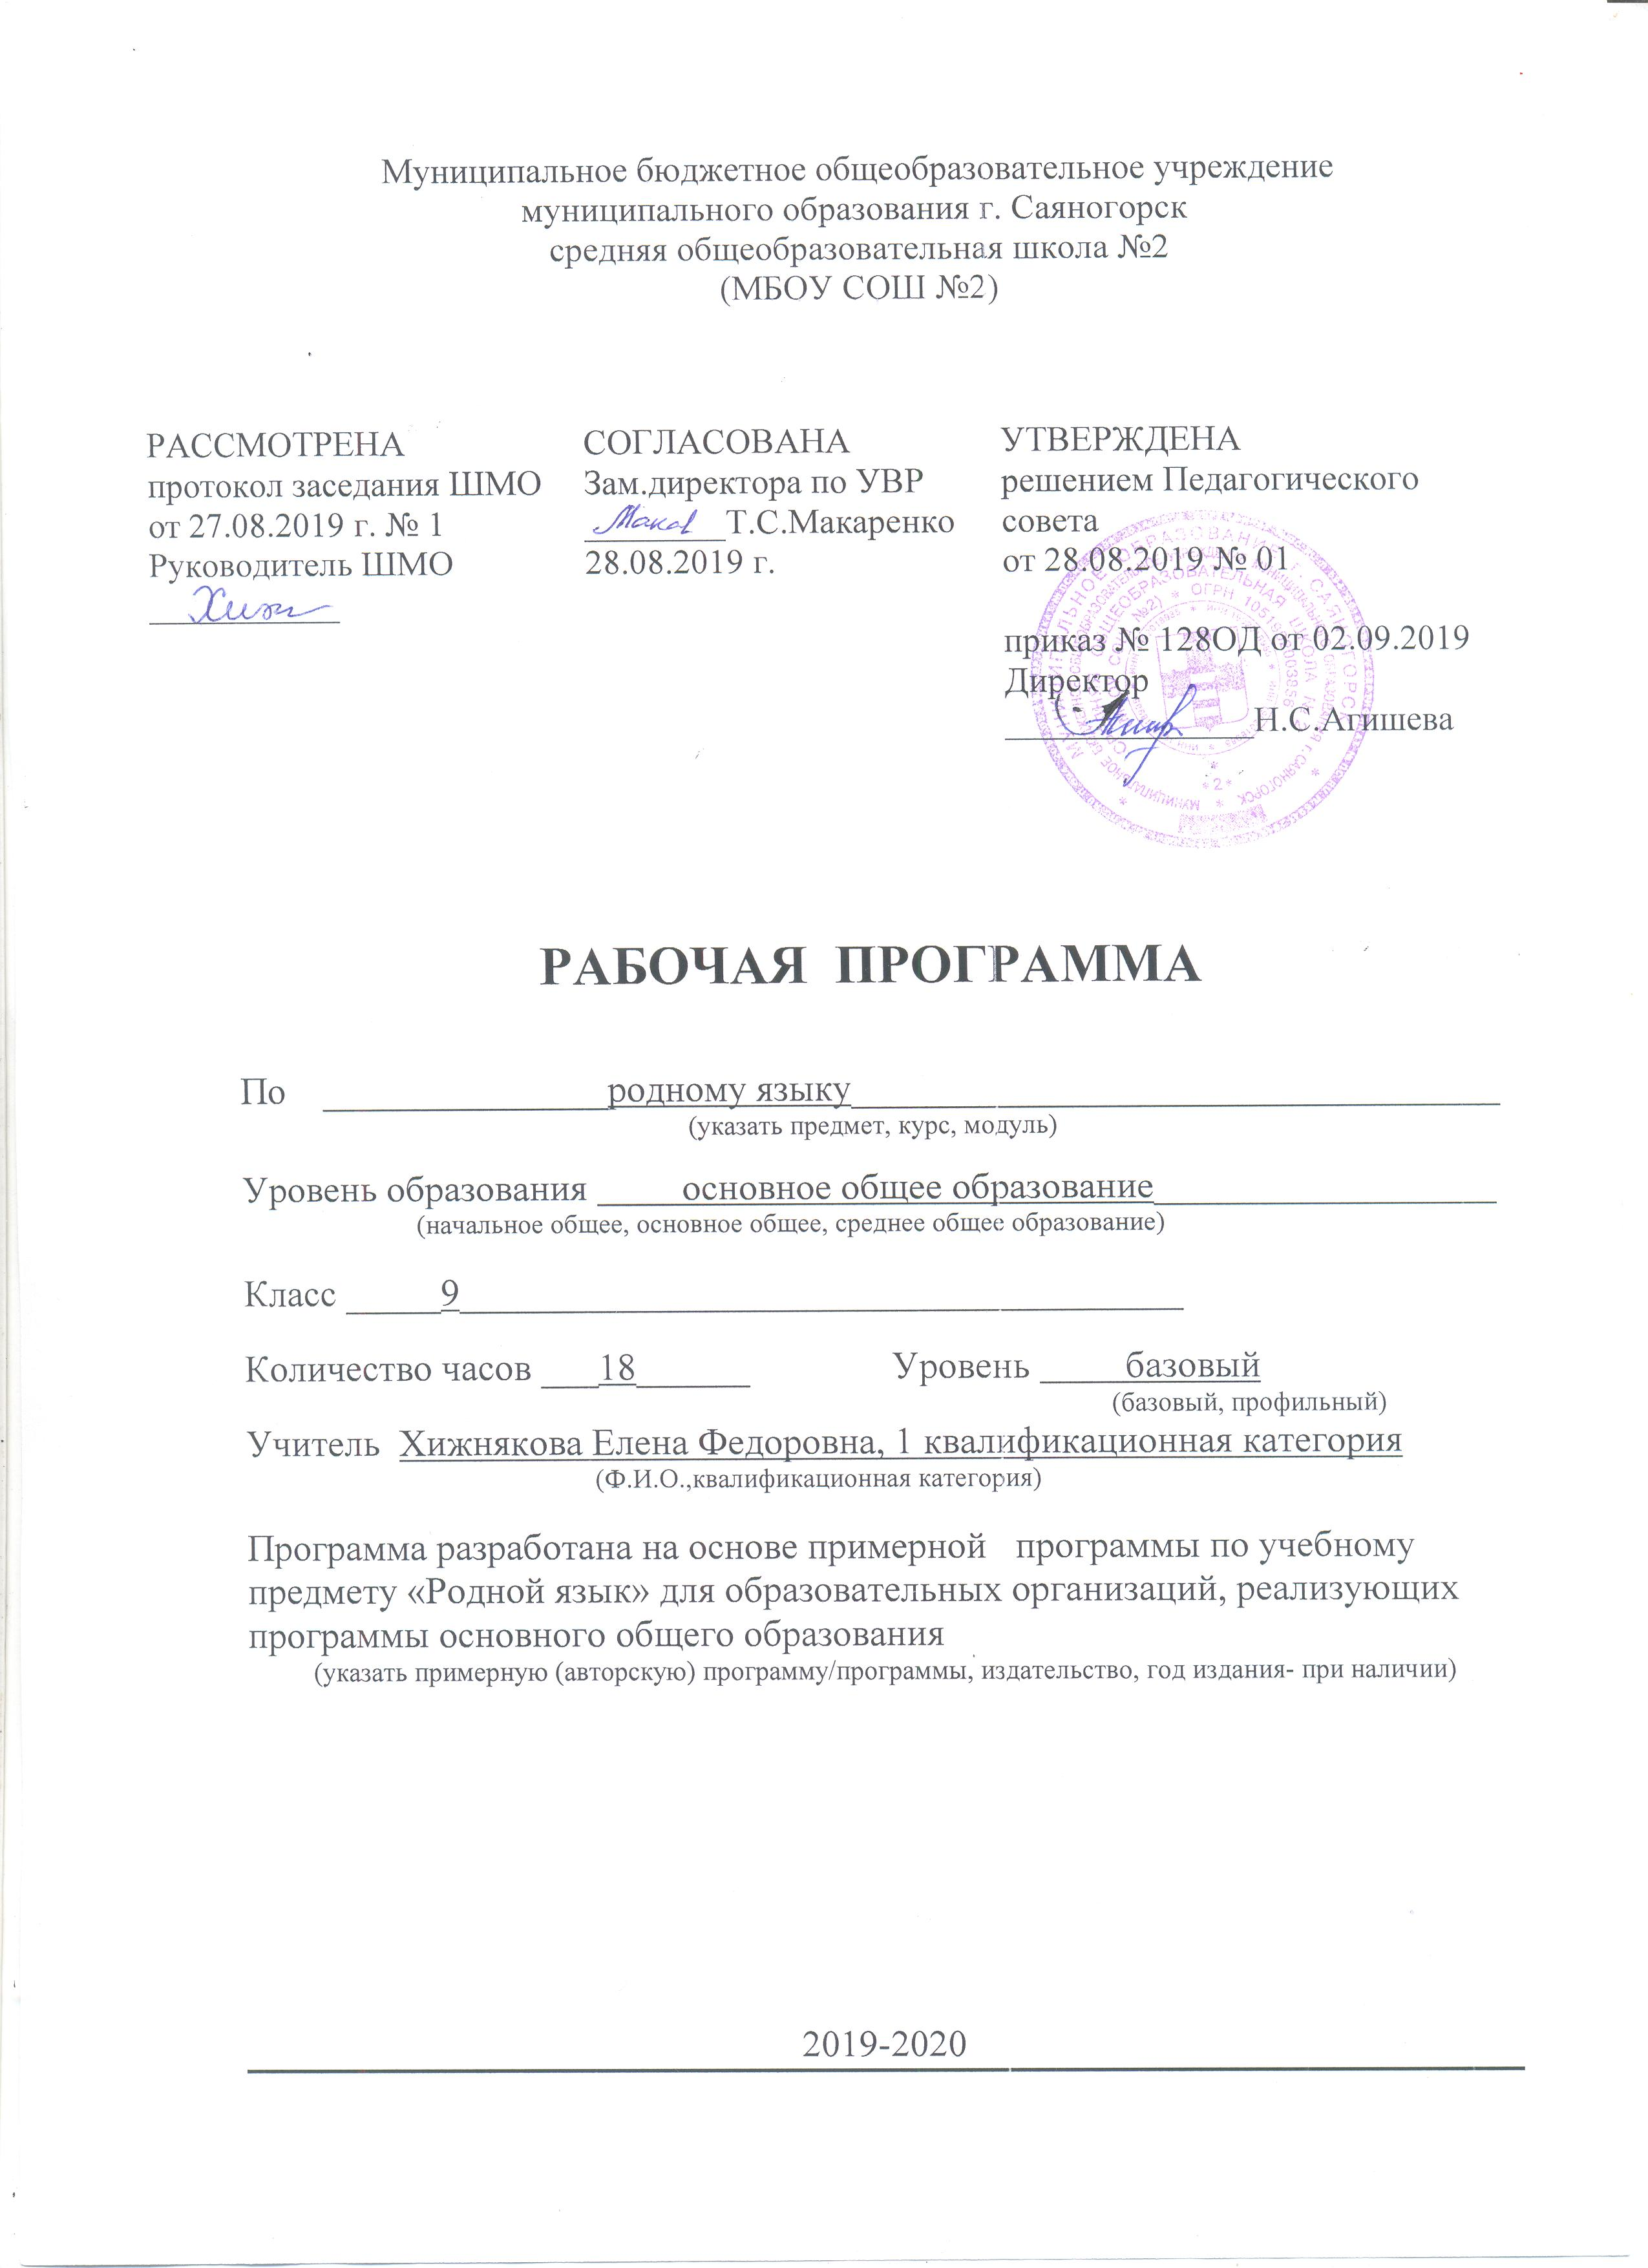 Муниципальное бюджетное общеобразовательное учреждение
муниципального образования г. Саяногорск
средняя общеобразовательная школа №2
(МБОУ СОШ №2)
РАССМОТРЕНА
протокол заседания ШМО
от 27.08.2019 г. № 1
Руководитель ШМО
СОГЛАСОВАНА
Зам.директора по УВР
Т.С.Макаренко
28.08.2019 г.
УТВЕРЖДЕНА
решением Педагогического
совета
от 28.08.2019 № 01
приказ № 128ОД от 02.09.2019
Директор
Н.С.Агишева
РАБОЧАЯ ПРОГРАММА
По родному языку
(указать предмет, курс, модуль)
Уровень образования основное общее образование
(начальное общее, основное общее, среднее общее образование)
Класс 9
Количество часов 18 Уровень базовый
(базовый, профильный)
Учитель Хижнякова Елена Федоровна, 1 квалификационная категория
(Ф.И.О.,квалификационная категория)
Программа разработана на основе примерной программы по учебному
предмету «Родной язык» для образовательных организаций, реализующих
программы основного общего образования
(указать примерную (авторскую) программу/программы, издательство, год издания- при наличии)
2019-2020